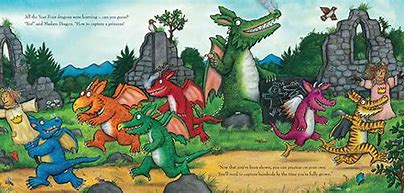 All the Year Four dragons were learning – can you guess?
"Yes!" said Madam Dragon. "How to capture a princess!
"Now that you've been shown, you can practise on your own.
You'll need to capture hundreds by the time you're fully grown."